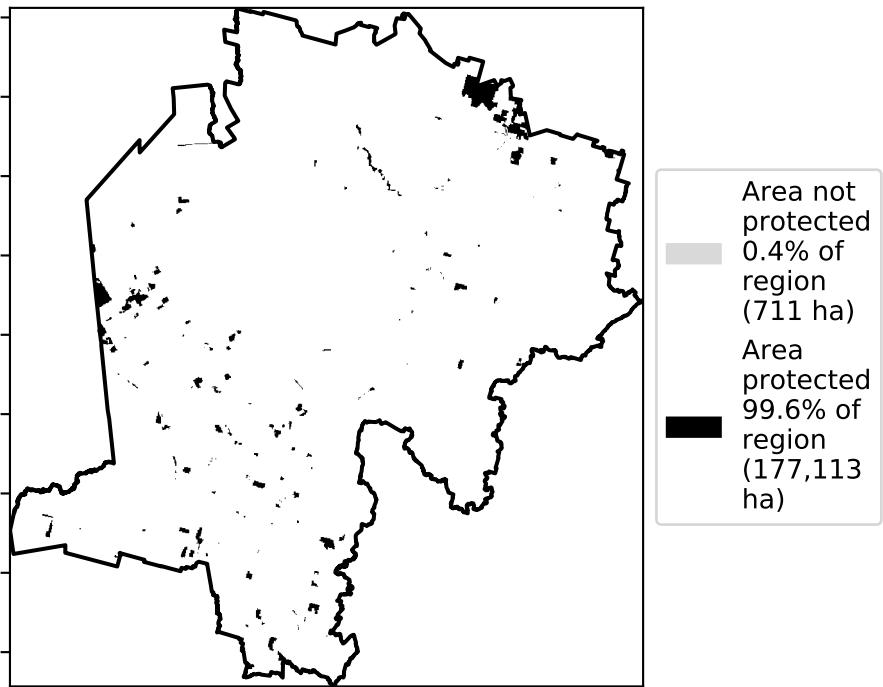 Area not
protected
0.4% of
region
(711 ha)
Area
protected
99.6% of
region
(177,113
ha)